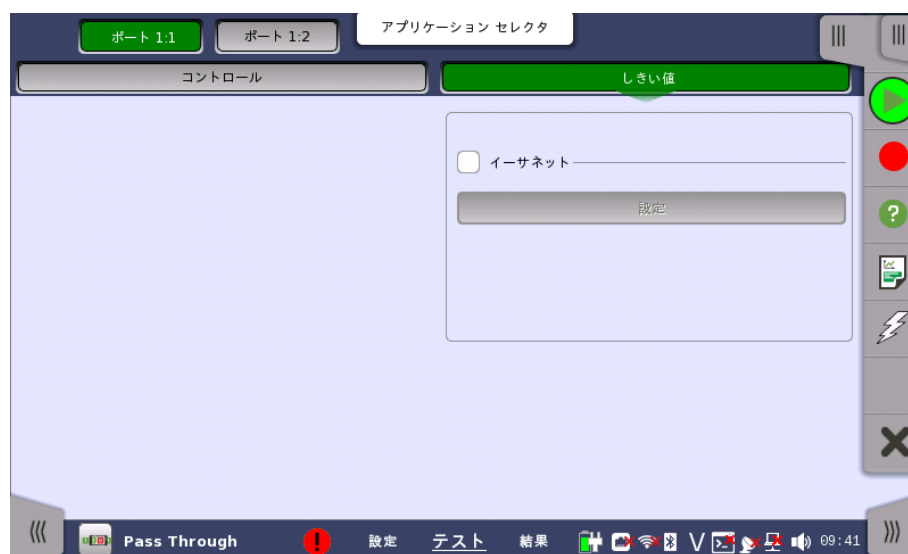 ポート 1:1
ポート 1:2
アプリケーション セレクタ
コントロール
しきい値
イーサネット
設定
Pass Through
設定
テスト
結果
09:41